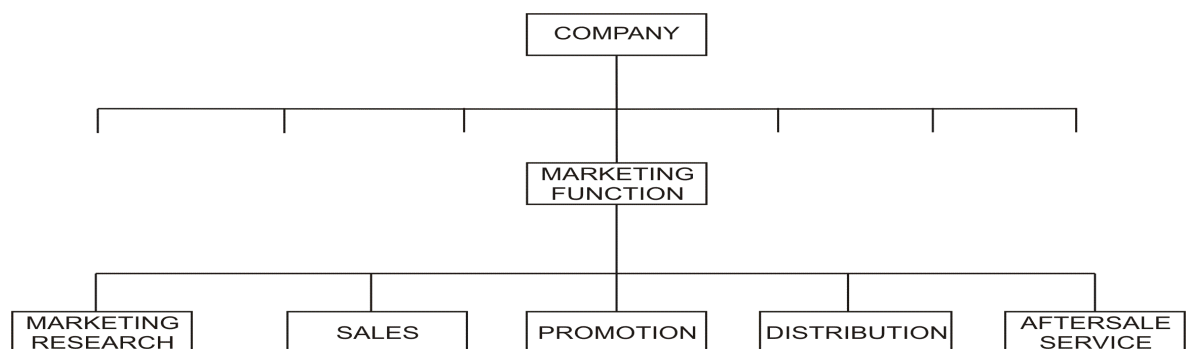 COMPANY
MARKETING
FUNCTION
MARKETING
RESEARCH
SALES
PROMOTION
DISTRIBUTION
AFTERSALE
SERVICE